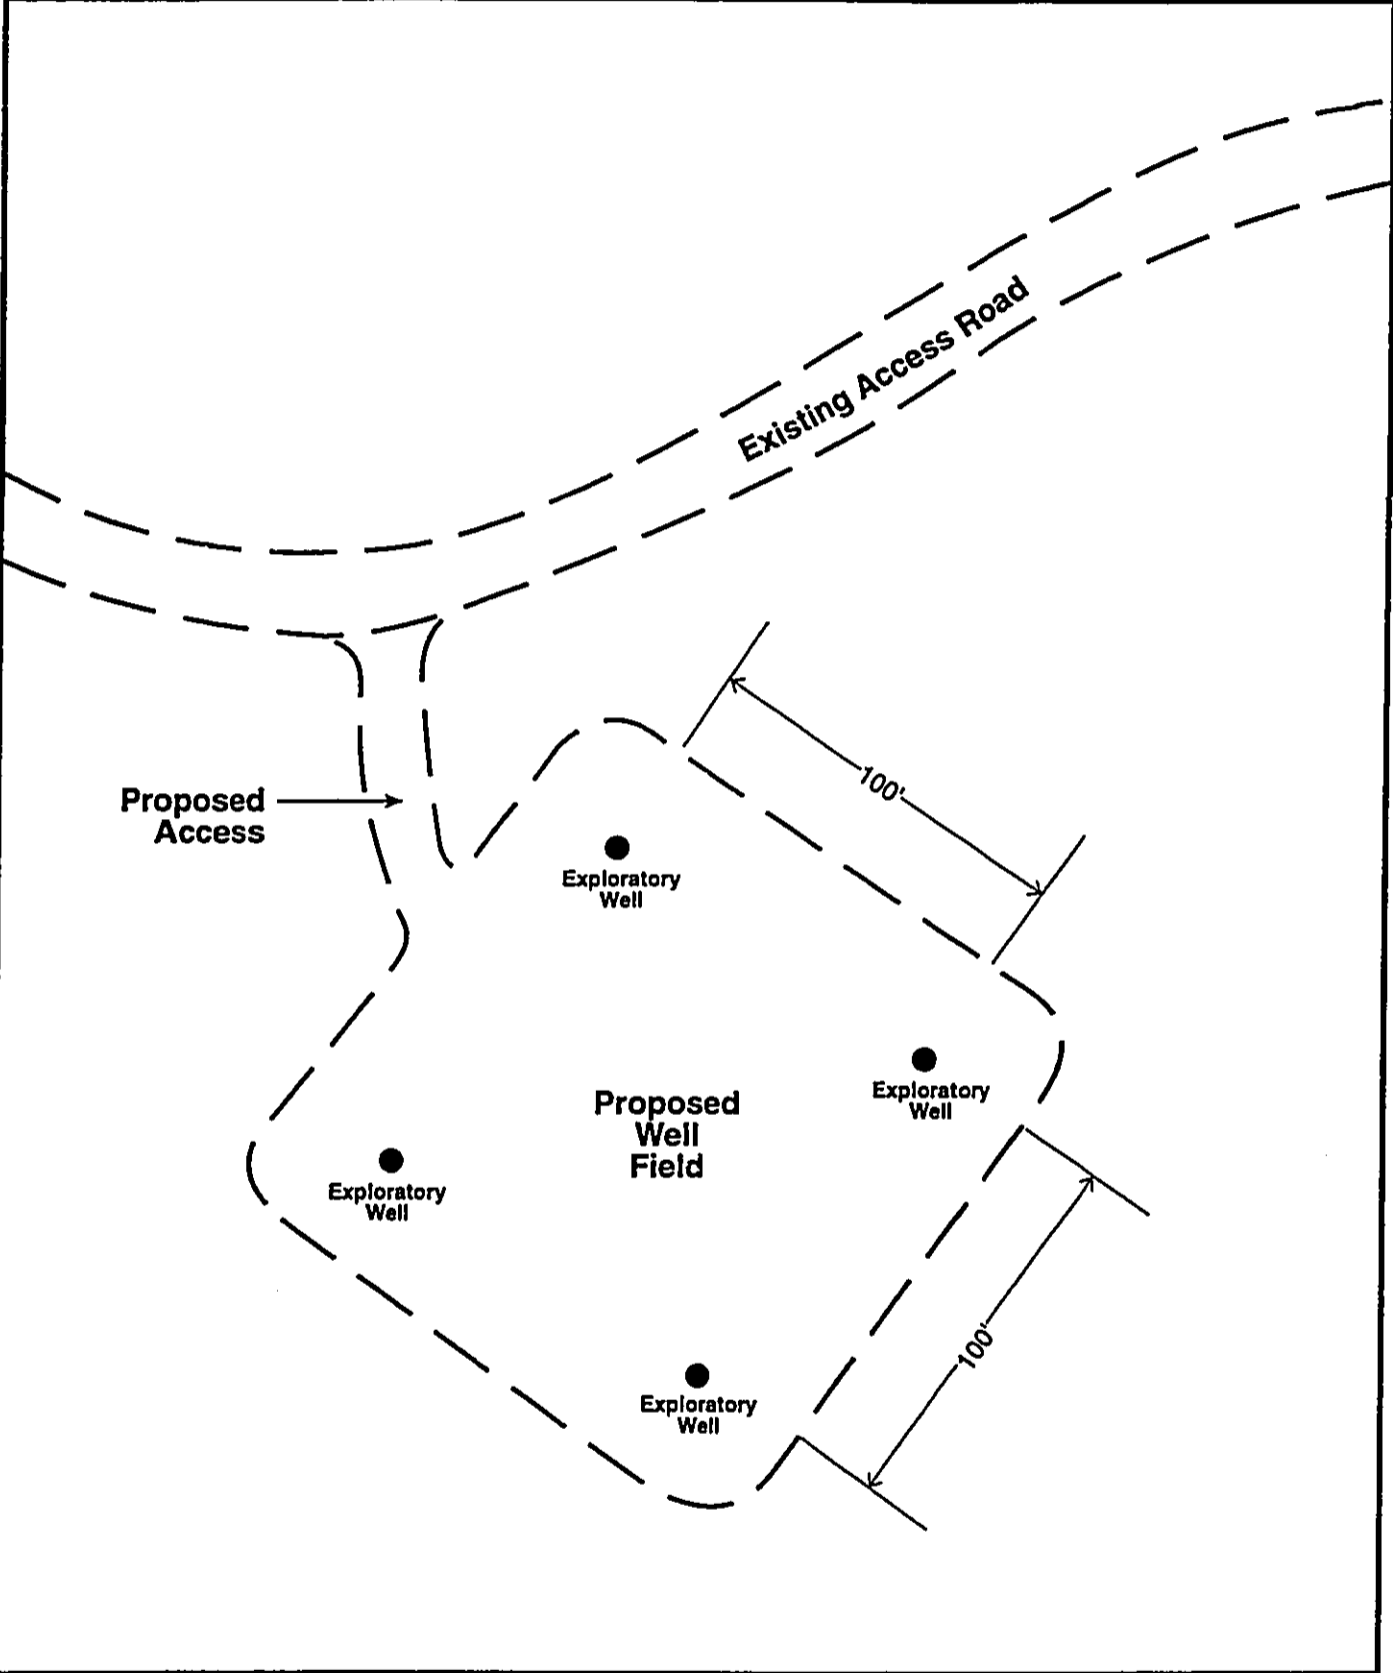 Existing Access Road
100'
Proposed
Access
Exploratory
Well
Exploratory
Well
Proposed
Well
Field
Exploratory
Well
100'
Exploratory
Well